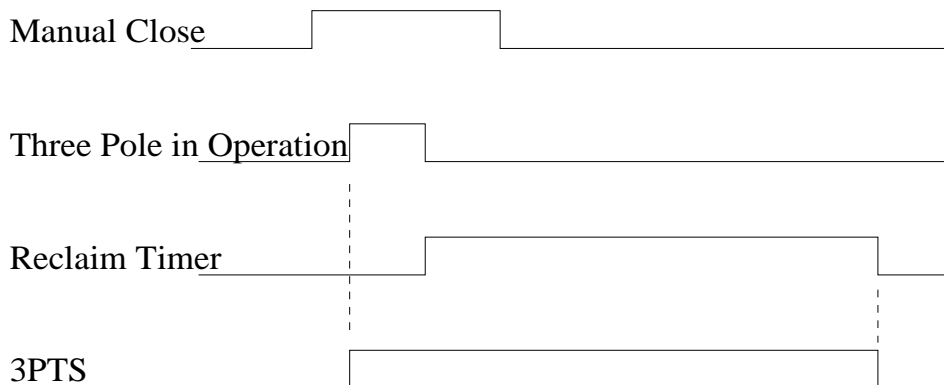 Manual Close
Three Pole in Operation
Reclaim Timer
3PTS